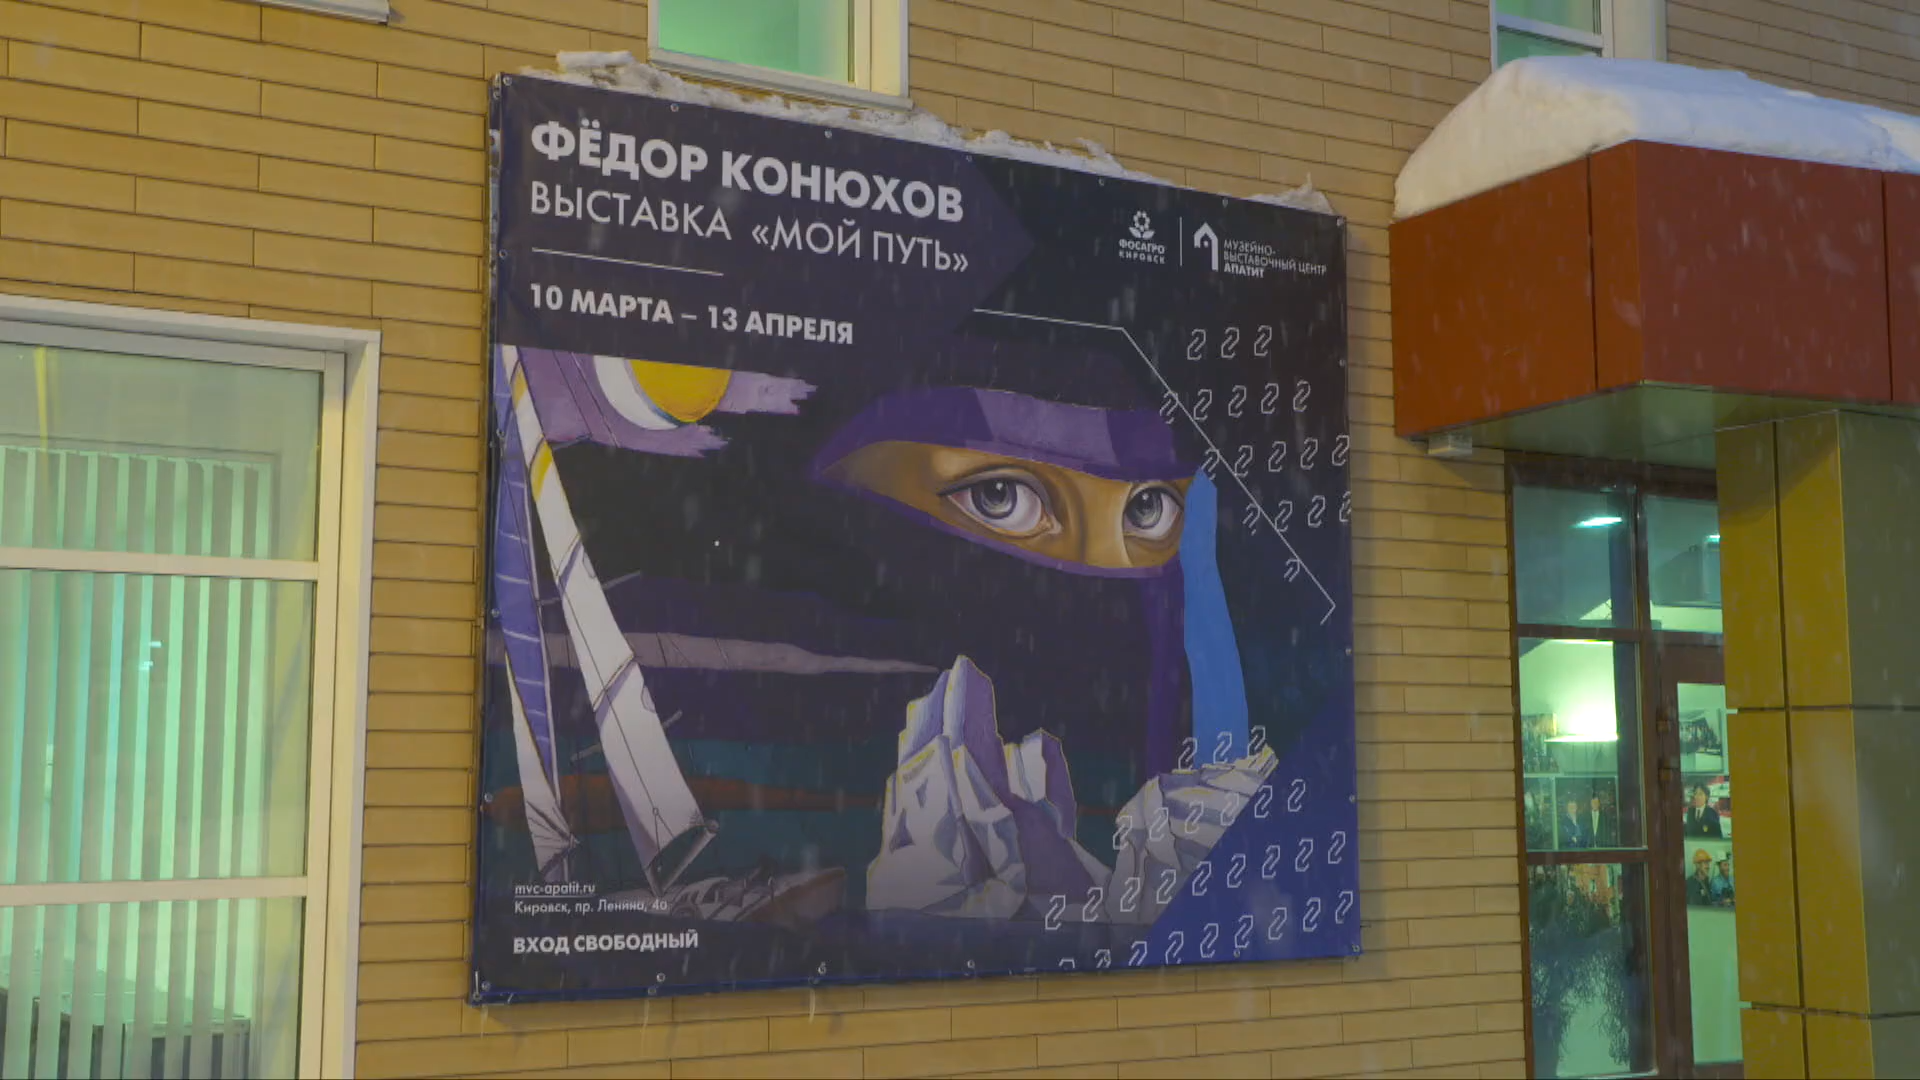 ФЁДОР КОНЮХОВ
ВЫСТАВКА «МОЙ ПУТЬ»
10 МАРТА – 13 АПРЕЛЯ
ФОСАГРО
КИРОВСК
МУЗЕЙНО-
ВЫСТАВОЧНЫЙ ЦЕНТР
АПАТИТ
mvc-apatit.ru
Кировск, пр. Ленина, 4а
ВХОД СВОБОДНЫЙ